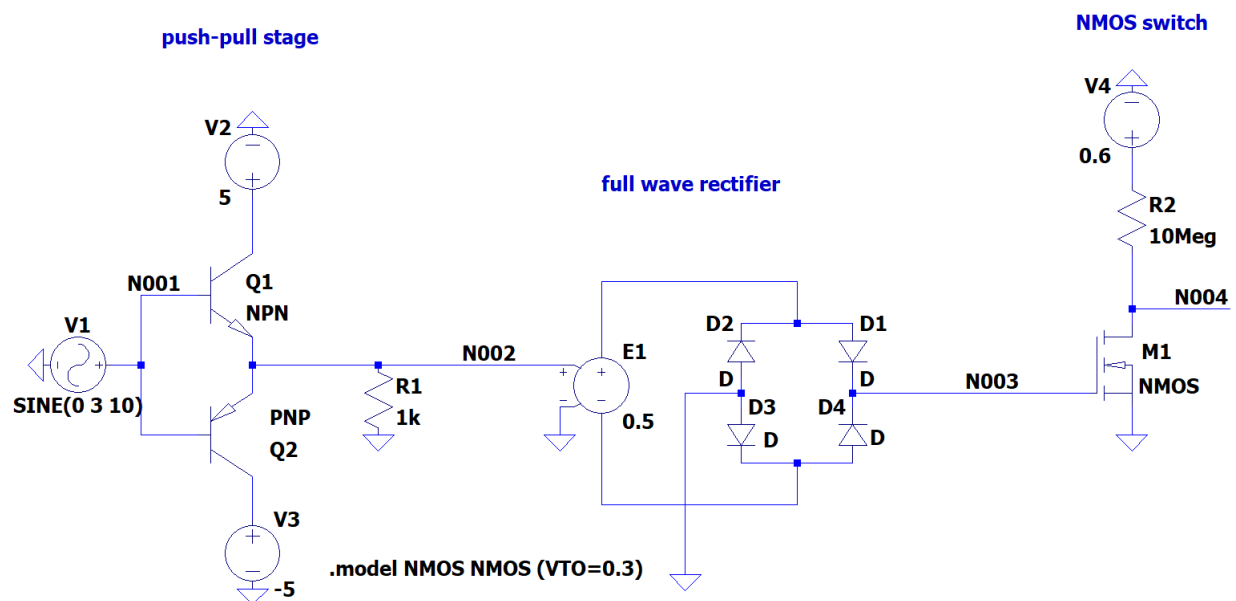 push-pull stage
NMOS switch
full wave rectifier
V2
5
N001
Q1
NPN
V1
SINE(0 3 10)
PNP
Q2
V3
-5
.model NMOS NMOS (VTO=0.3)
N002
R1
1k
E1
0.5
D2
D
D1
D
D3
D
D4
D
N003
V4
0.6
R2
10Meg
N004
M1
NMOS